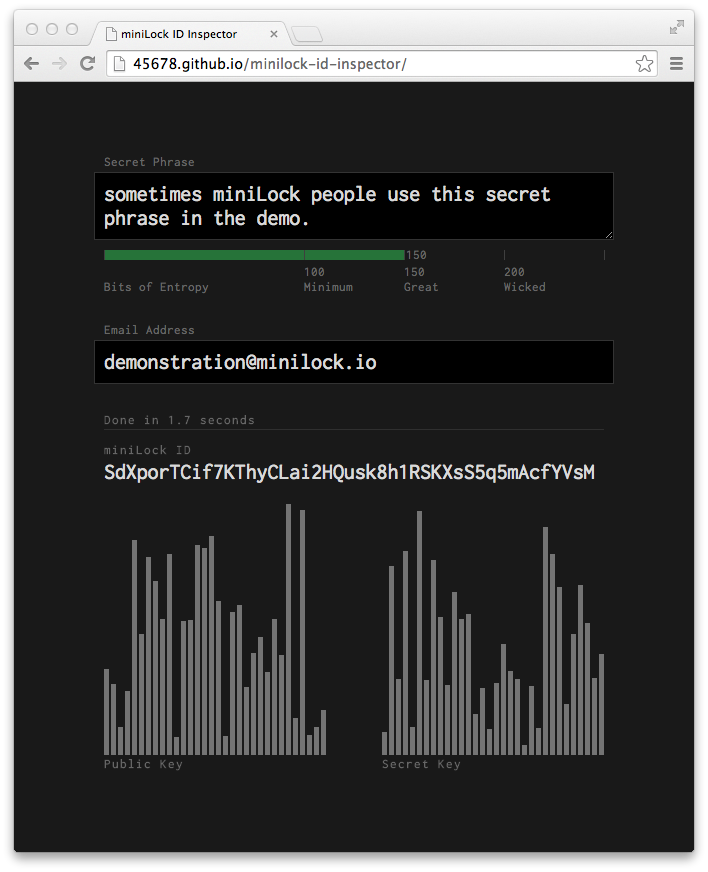 miniLock ID Inspector
45678.github.io/minilock-id-inspector/
Secret Phrase
sometimes miniLock people use this secret
phrase in the demo.
150
100 150 200
Bits of Entropy Minimum Great Wicked
Email Address
demonstration@minilock.io
Done in 1.7 seconds
miniLock ID
SdXporTCif7KThyCLai2HQusk8h1RSKXsS5q5mAcfYVsM
Public Key Secret Key